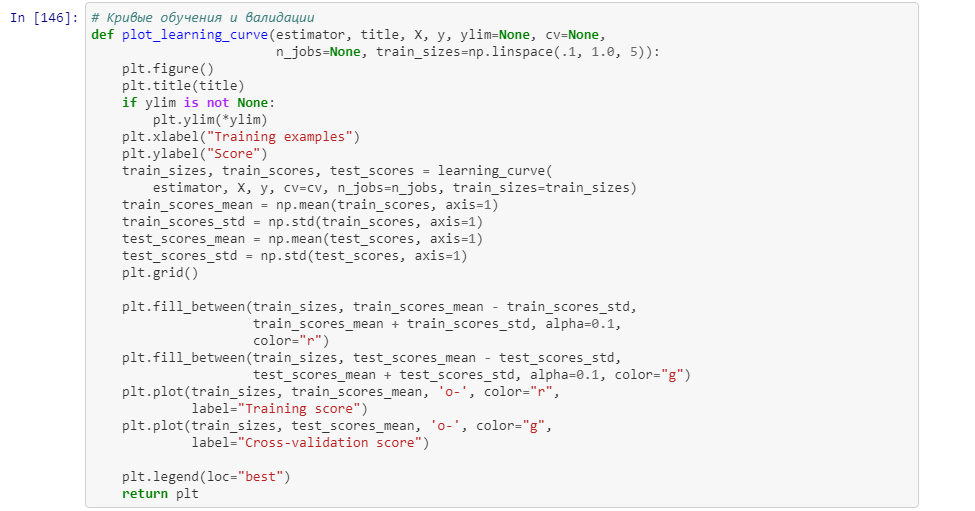 In [146]:
# Кривые обучения и валидации
def plot_learning_curve(estimator, title, X, y, ylim=None, cv=None,
                        n_jobs=None, train_sizes=np.linspace(.1, 1.0, 5)):
    plt.figure()
    plt.title(title)
    if ylim is not None:
        plt.ylim(*ylim)
    plt.xlabel("Training examples")
    plt.ylabel("Score")
    train_sizes, train_scores, test_scores = learning_curve(
        estimator, X, y, cv=cv, n_jobs=n_jobs, train_sizes=train_sizes)
    train_scores_mean = np.mean(train_scores, axis=1)
    train_scores_std = np.std(train_scores, axis=1)
    test_scores_mean = np.mean(test_scores, axis=1)
    test_scores_std = np.std(test_scores, axis=1)
    plt.grid()

    plt.fill_between(train_sizes, train_scores_mean - train_scores_std,
                     train_scores_mean + train_scores_std, alpha=0.1,
                     color="r")
    plt.fill_between(train_sizes, test_scores_mean - test_scores_std,
                     test_scores_mean + test_scores_std, alpha=0.1, color="g")
    plt.plot(train_sizes, train_scores_mean, 'o-', color="r",
             label="Training score")
    plt.plot(train_sizes, test_scores_mean, 'o-', color="g",
             label="Cross-validation score")

    plt.legend(loc="best")
    return plt